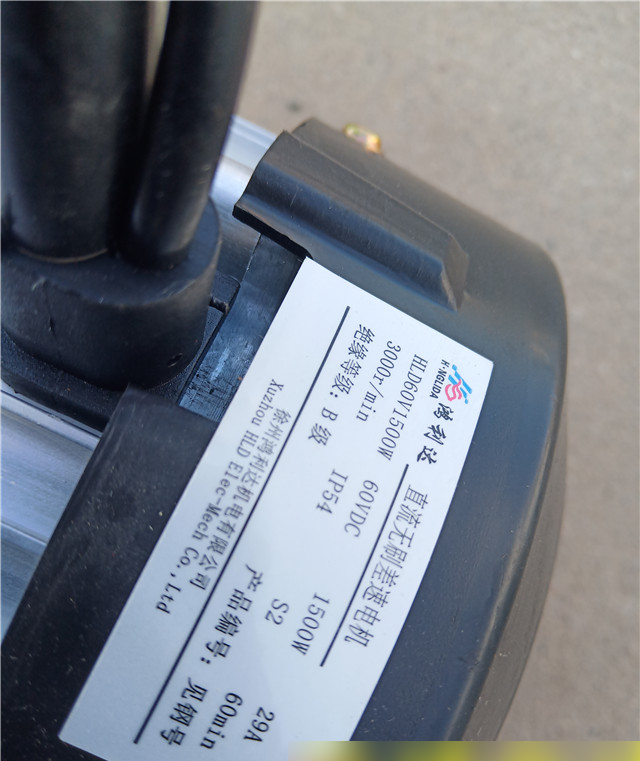 鸿利达
H·NGLIDA
直流无刷差速电机
HLD60V1500W 60VDC 1500W 29A
3000r/min IP54 S2 60min
绝缘等级：B 级 产品编号：见钢号
徐州鸿利达机电有限公司
Xuzhou HLD Elec-Mech Co.,Ltd